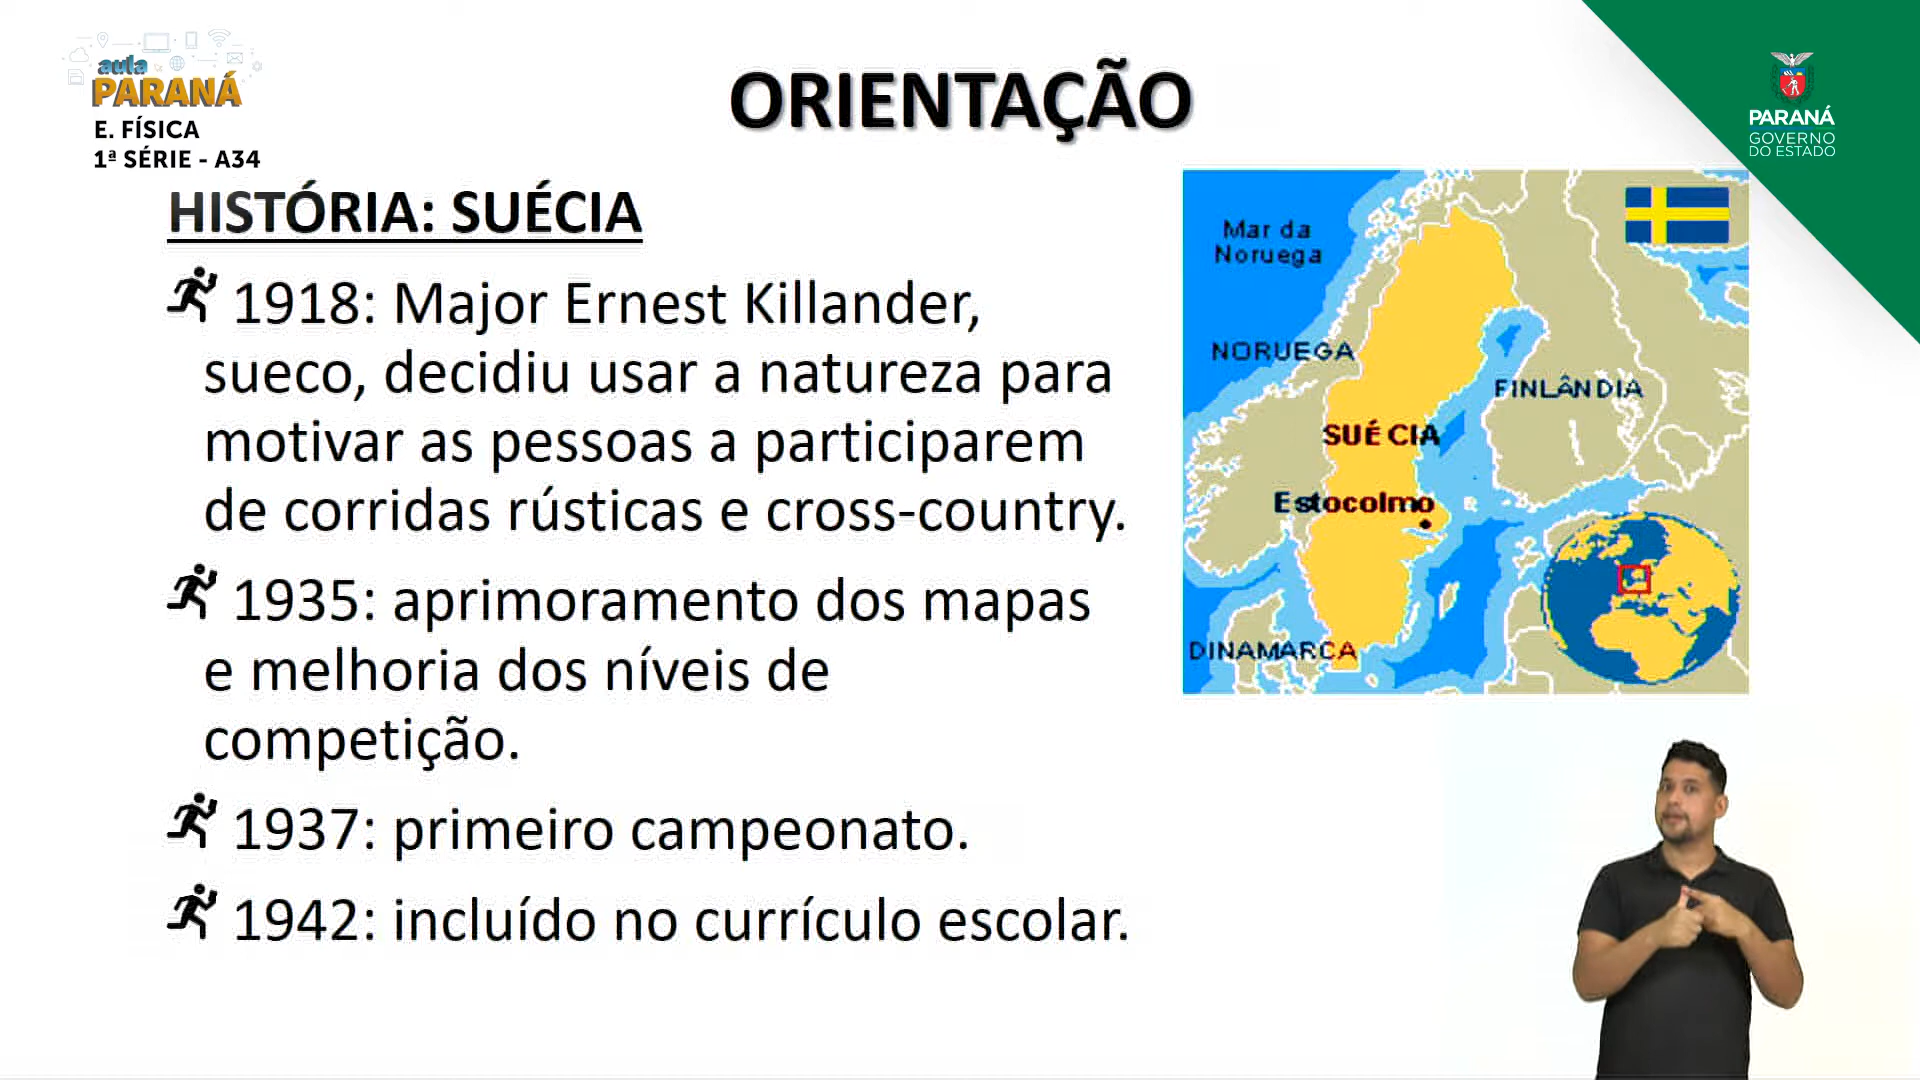 aula
PARANÁ
E. FÍSICA
1ª SÉRIE - A34
ORIENTAÇÃO
PARANÁ
GOVERNO
DO ESTADO
HISTÓRIA: SUÉCIA
1918: Major Ernest Killander,
sueco, decidiu usar a natureza para
motivar as pessoas a participarem
de corridas rústicas e cross-country.
1935: aprimoramento dos mapas
e melhoria dos níveis de
competição.
1937: primeiro campeonato.
1942: incluído no currículo escolar.
Mar da
Noruega
NORUEGA
FINLÂNDIA
SUÉCIA
Estocolmo
DINAMARCA